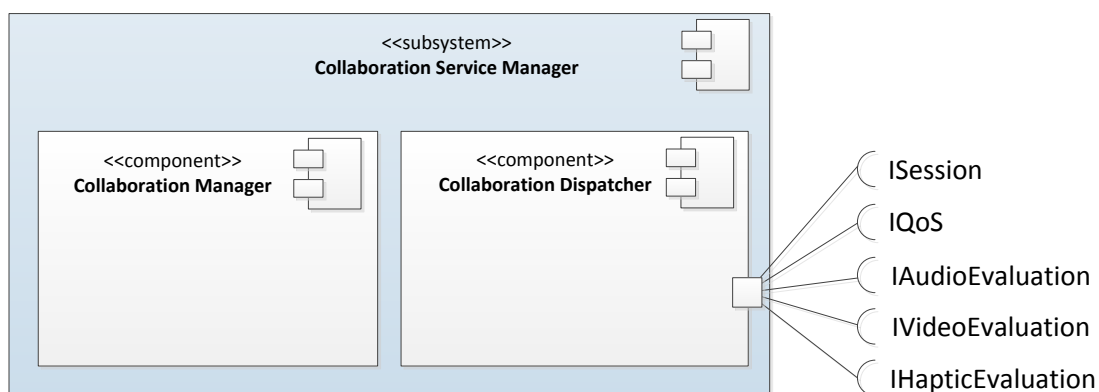 <<subsystem>>
Collaboration Service Manager
<<component>>
Collaboration Manager
<<component>>
Collaboration Dispatcher
ISession
IQoS
IAudioEvaluation
IVideoEvaluation
IHapticEvaluation